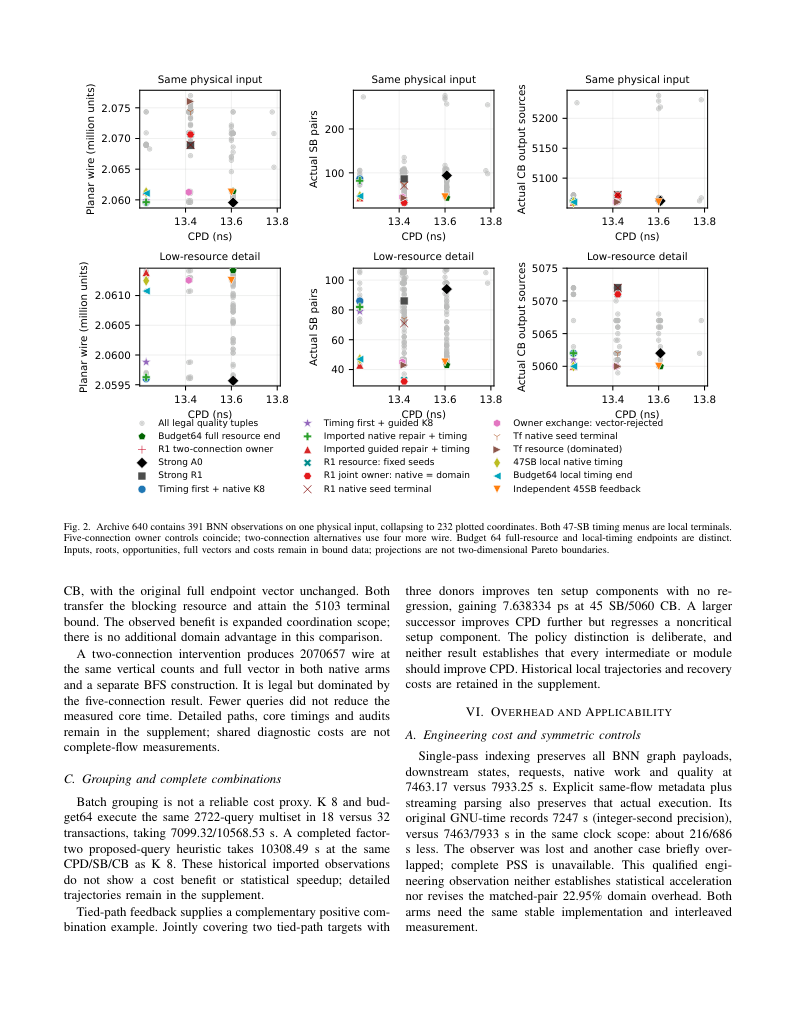 Same physical input
Same physical input
Same physical input
Planar wire (million units)
2.075
2.070
2.065
2.060
13.4 13.6 13.8
CPD (ns)
Actual SB pairs
200
100
13.4 13.6 13.8
CPD (ns)
Actual CB output sources
5200
5100
13.4 13.6 13.8
CPD (ns)
Low-resource detail
Low-resource detail
Low-resource detail
Planar wire (million units)
2.0610
2.0605
2.0600
2.0595
13.4 13.6 13.8
CPD (ns)
Actual SB pairs
100
80
60
40
13.4 13.6 13.8
CPD (ns)
Actual CB output sources
5075
5070
5065
5060
13.4 13.6 13.8
CPD (ns)
All legal quality tuples
Budget64 full resource end
R1 two-connection owner
Strong A0
Strong R1
Timing first + native K8
Timing first + guided K8
Imported native repair + timing
Imported guided repair + timing
R1 resource: fixed seeds
R1 joint owner: native = domain
R1 native seed terminal
Owner exchange: vector-rejected
Tf native seed terminal
Tf resource (dominated)
47SB local native timing
Budget64 local timing end
Independent 45SB feedback
Fig. 2. Archive 640 contains 391 BNN observations on one physical input, collapsing to 232 plotted coordinates. Both 47-SB timing menus are local terminals.
Five-connection owner controls coincide; two-connection alternatives use four more wire. Budget 64 full-resource and local-timing endpoints are distinct.
Inputs, roots, opportunities, full vectors and costs remain in bound data; projections are not two-dimensional Pareto boundaries.
CB, with the original full endpoint vector unchanged. Both
transfer the blocking resource and attain the 5103 terminal
bound. The observed benefit is expanded coordination scope;
there is no additional domain advantage in this comparison.
A two-connection intervention produces 2070657 wire at
the same vertical counts and full vector in both native arms
and a separate BFS construction. It is legal but dominated by
the five-connection result. Fewer queries did not reduce the
measured core time. Detailed paths, core timings and audits
remain in the supplement; shared diagnostic costs are not
complete-flow measurements.
C. Grouping and complete combinations
Batch grouping is not a reliable cost proxy. K 8 and bud-
get64 execute the same 2722-query multiset in 18 versus 32
transactions, taking 7099.32/10568.53 s. A completed factor-
two proposed-query heuristic takes 10308.49 s at the same
CPD/SB/CB as K 8. These historical imported observations
do not show a cost benefit or statistical speedup; detailed
trajectories remain in the supplement.
Tied-path feedback supplies a complementary positive com-
bination example. Jointly covering two tied-path targets with
three donors improves ten setup components with no re-
gression, gaining 7.638334 ps at 45 SB/5060 CB. A larger
successor improves CPD further but regresses a noncritical
setup component. The policy distinction is deliberate, and
neither result establishes that every intermediate or module
should improve CPD. Historical local trajectories and recovery
costs are retained in the supplement.
VI. OVERHEAD AND APPLICABILITY
A. Engineering cost and symmetric controls
Single-pass indexing preserves all BNN graph payloads,
downstream states, requests, native work and quality at
7463.17 versus 7933.25 s. Explicit same-flow metadata plus
streaming parsing also preserves that actual execution. Its
original GNU-time records 7247 s (integer-second precision),
versus 7463/7933 s in the same clock scope: about 216/686
s less. The observer was lost and another case briefly over-
lapped; complete PSS is unavailable. This qualified engi-
neering observation neither establishes statistical acceleration
nor revises the matched-pair 22.95% domain overhead. Both
arms need the same stable implementation and interleaved
measurement.